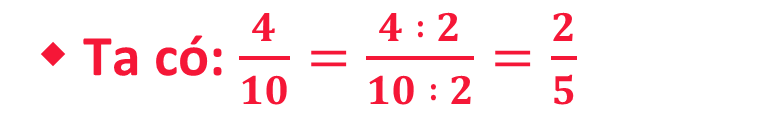 ◆ Ta có: 4/10 = (4 : 2)/(10 : 2) = 2/5